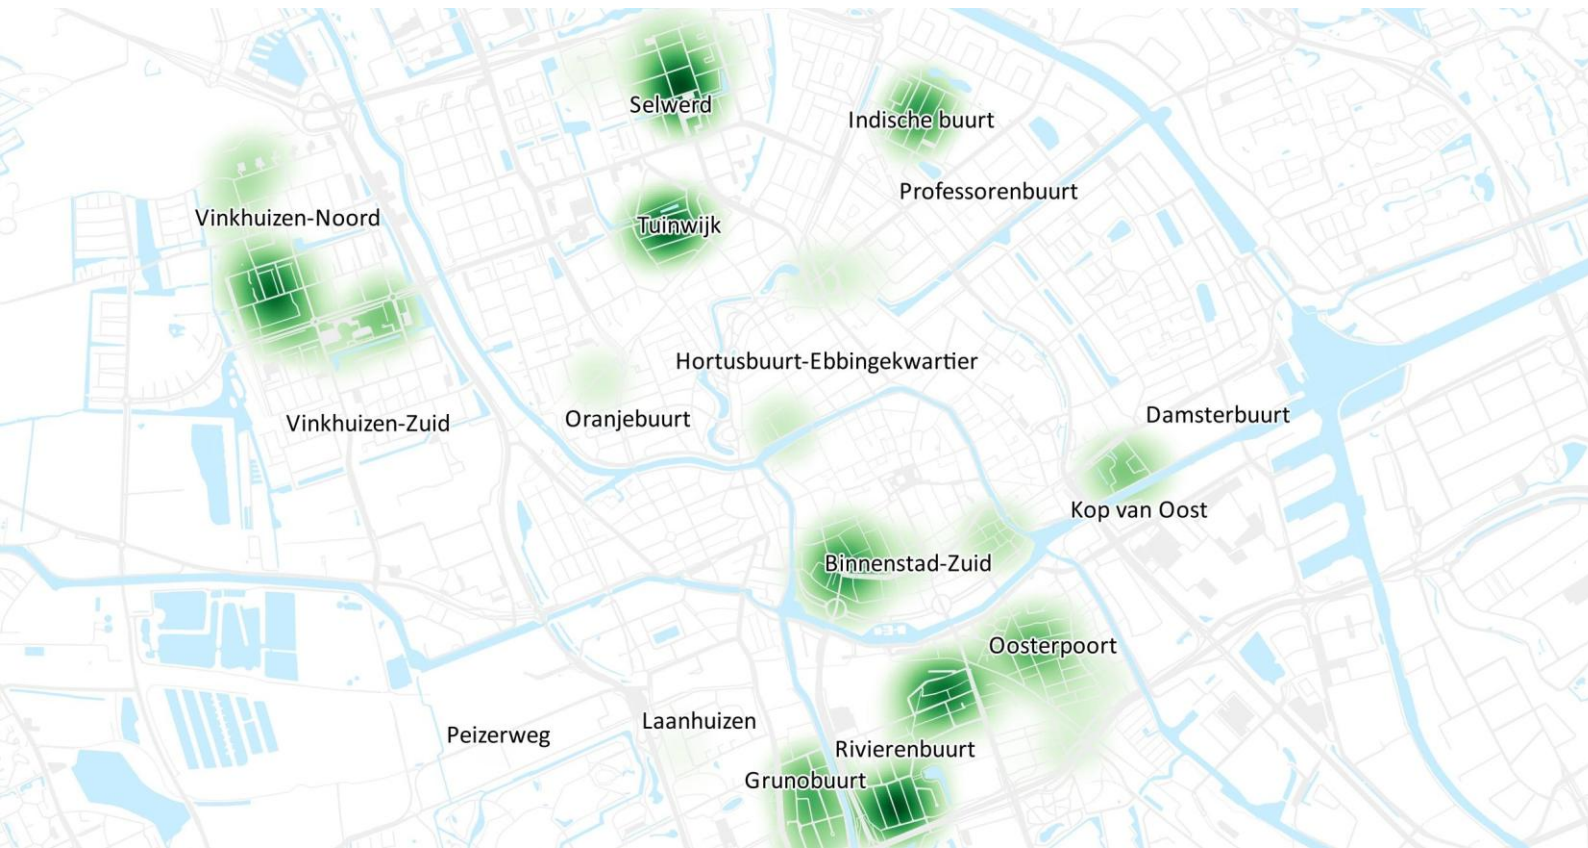 Selwerd
Indische buurt
Professorenbuurt
Vinkhuizen-Noord
Tuinwijk
Hortusbuurt-Ebbingekwartier
Oranjebuurt
Vinkhuizen-Zuid
Damsterbuurt
Kop van Oost
Binnenstad-Zuid
Oosterpoort
Laanhuizen
Peizerweg
Rivierenbuurt
Grunobuurt